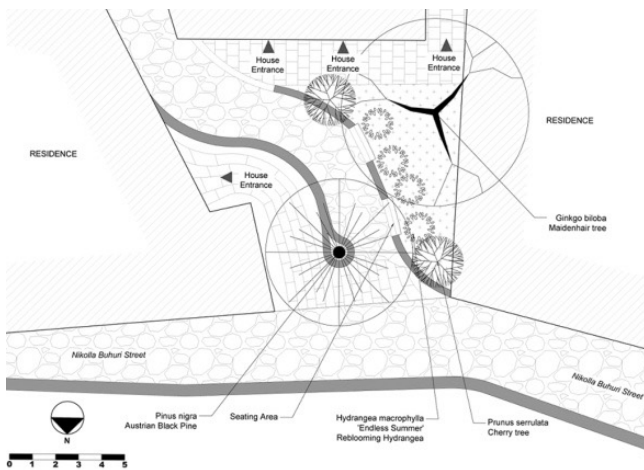 House
Entrance
House
Entrance
House
Entrance
RESIDENCE
RESIDENCE
House
Entrance
Ginkgo biloba
Maidenhair tree
Nikolla Buhuri Street
Nikolla Buhuri Street
Pinus nigra
Austrian Black Pine
Seating Area
Hydrangea macrophylla
'Endless Summer'
Reblooming Hydrangea
Prunus serrulata
Cherry tree
N
0 1 2 3 4 5